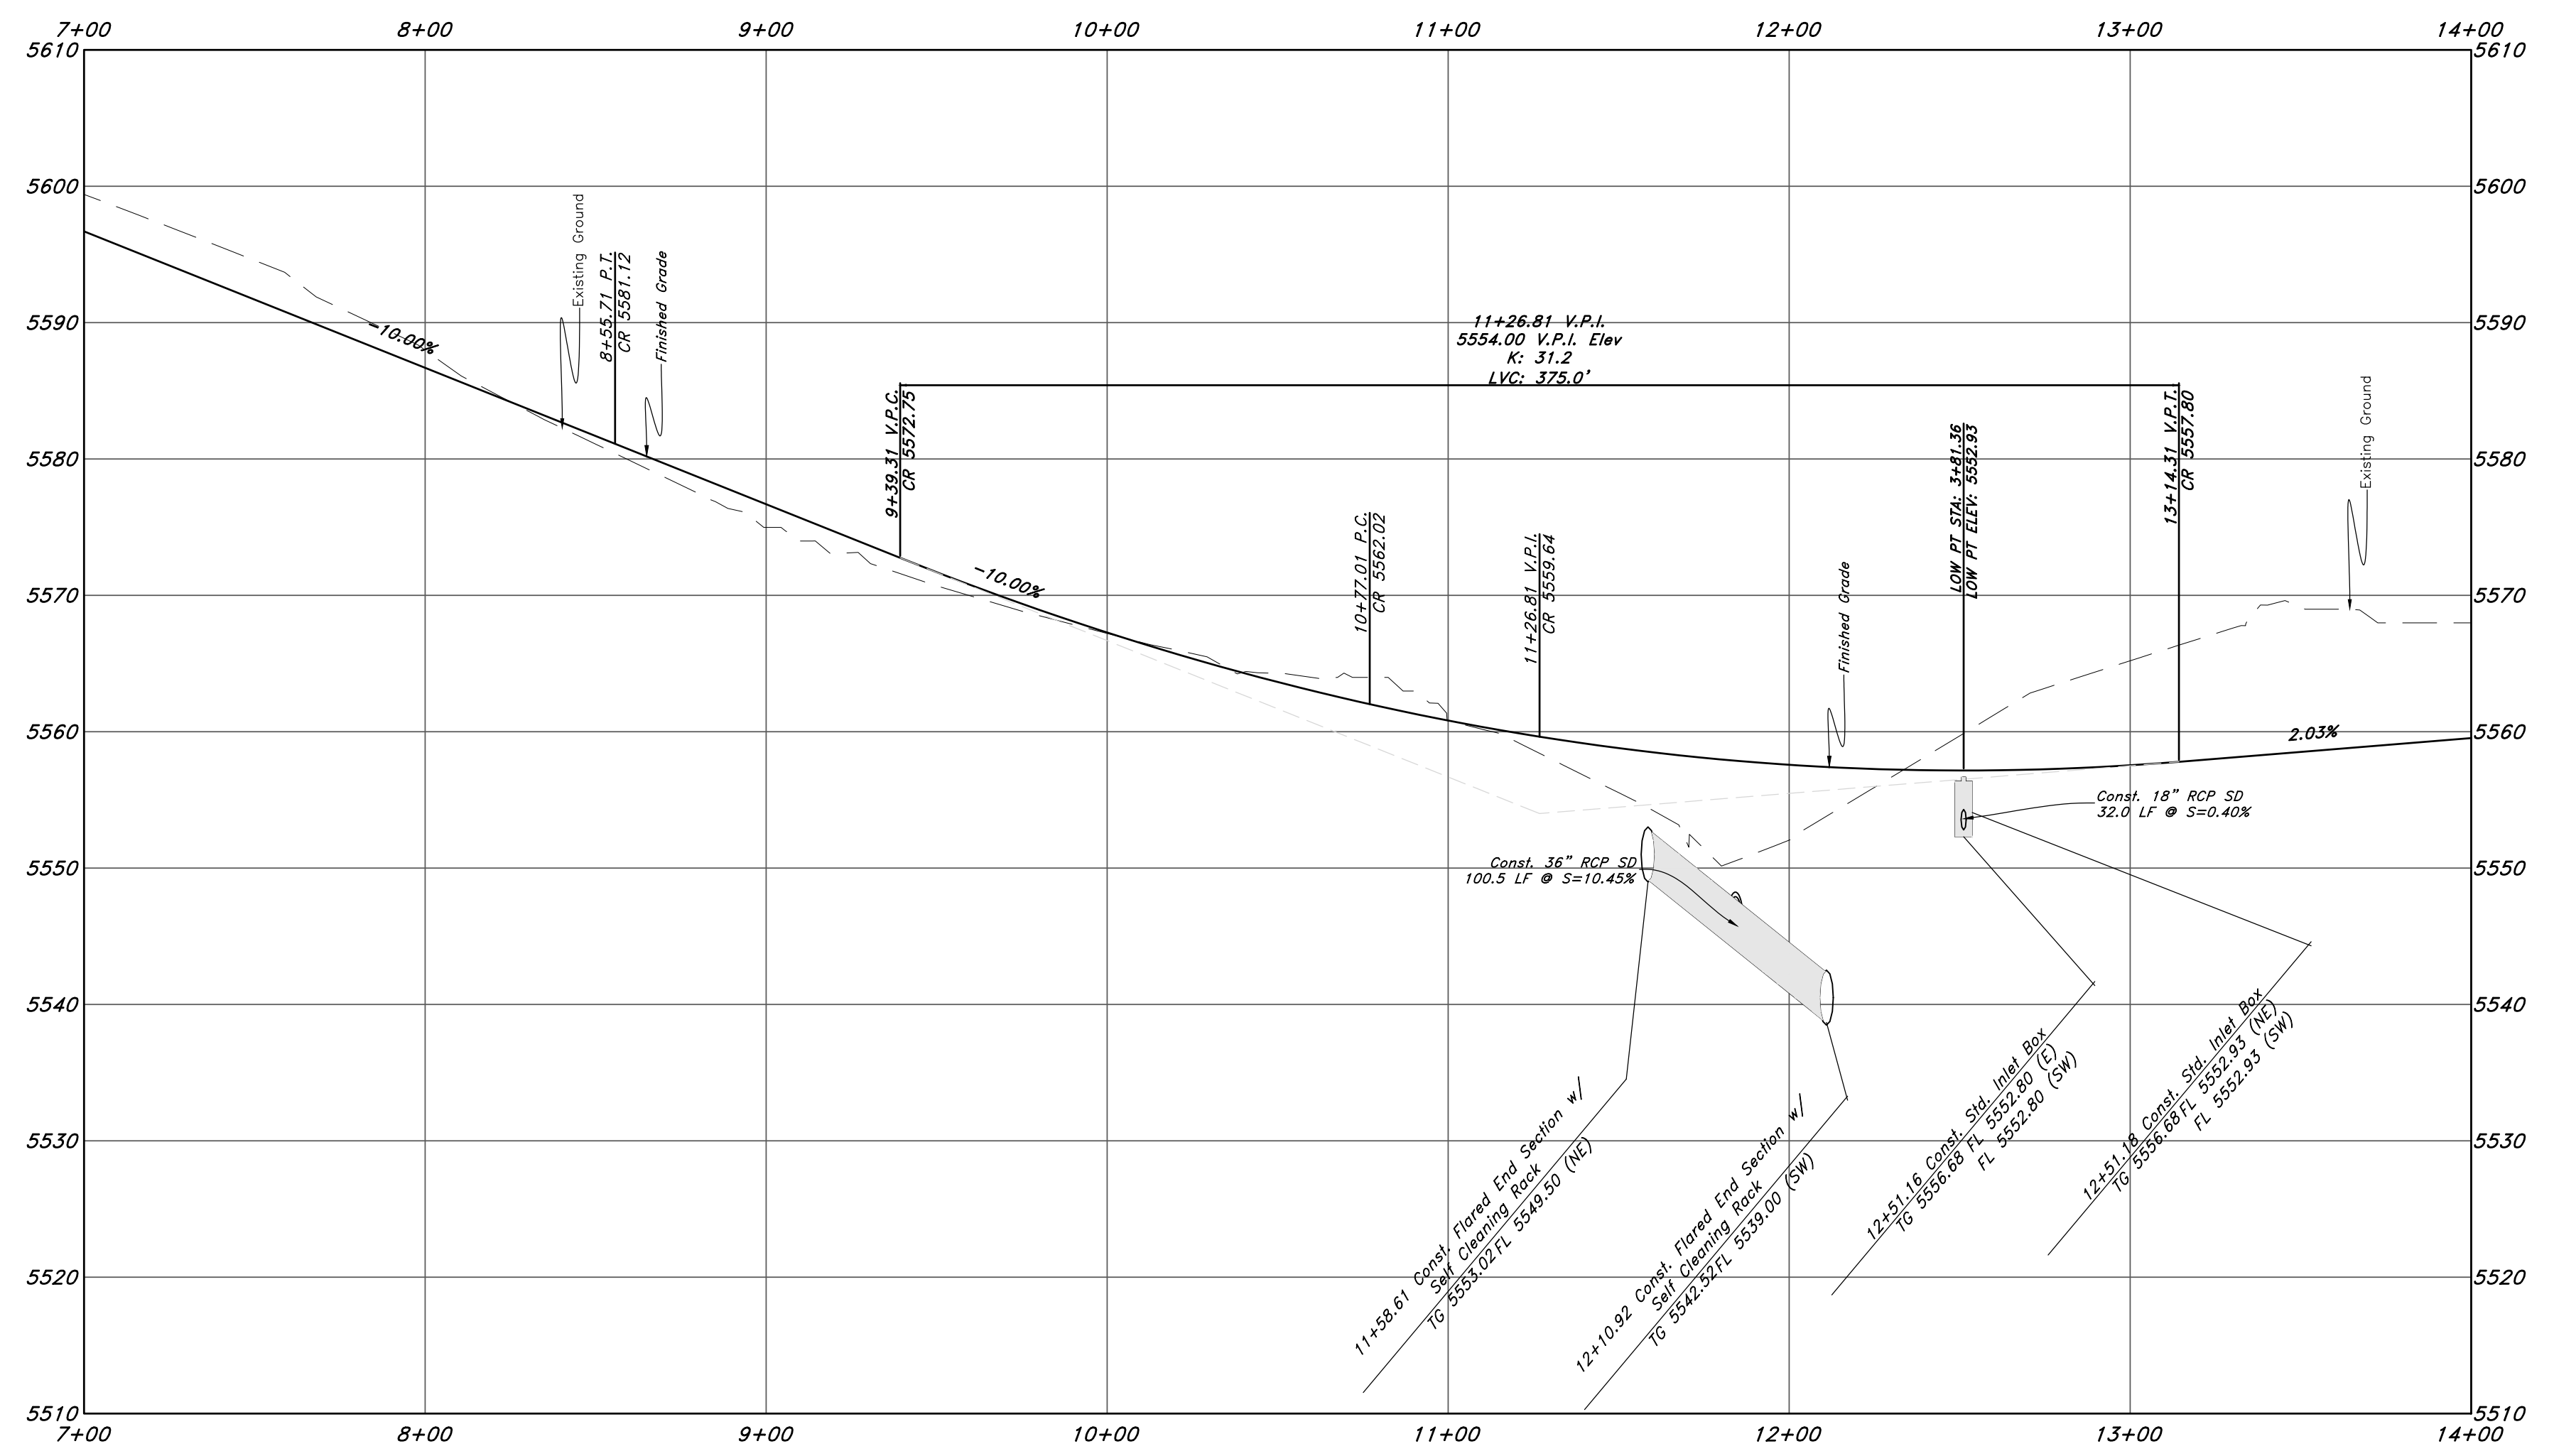 7+00 8+00 9+00 10+00 11+00 12+00 13+00 14+00
5610 5610
5600 5600
5590 5590
5580 5580
5570 5570
5560 5560
5550 5550
5540 5540
5530 5530
5520 5520
5510 5510
-10.00%
Existing Ground
8+55.71 P.T.
CR 5581.12
Finished Grade
9+39.31 V.P.C.
CR 5572.75
-10.00%
11+26.81 V.P.I.
5554.00 V.P.I. Elev
K: 31.2
LVC: 375.0'
10+77.01 P.C.
CR 5562.02
11+26.81 V.P.I.
CR 5559.64
Finished Grade
LOW PT STA: 3+81.36
LOW PT ELEV: 5552.93
13+14.31 V.P.T.
CR 5557.80
Existing Ground
2.03%
Const. 18" RCP SD
32.0 LF @ S=0.40%
Const. 36" RCP SD
100.5 LF @ S=10.45%
11+58.61 Const. Flared End Section w/
Self Cleaning Rack
TG 5553.02 FL 5549.50 (NE)
12+10.92 Const. Flared End Section w/
Self Cleaning Rack
TG 5542.52 FL 5539.00 (SW)
12+51.16 Const. Std. Inlet Box
TG 5556.68 FL 5552.80 (E)
FL 5552.80 (SW)
12+51.18 Const. Std. Inlet Box
TG 5556.68 FL 5552.93 (NE)
FL 5552.93 (SW)
7+00 8+00 9+00 10+00 11+00 12+00 13+00 14+00